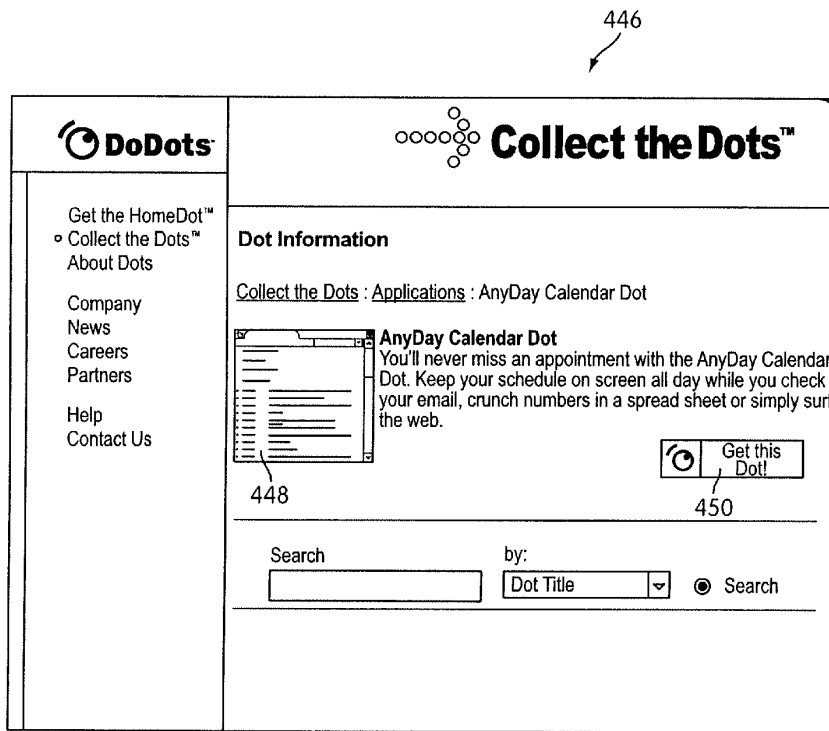 446
DoDots
Collect the Dots™
Get the HomeDot™
Collect the Dots™
About Dots
Company
News
Careers
Partners
Help
Contact Us
Dot Information
Collect the Dots : Applications : AnyDay Calendar Dot
AnyDay Calendar Dot
You'll never miss an appointment with the AnyDay Calendar
Dot. Keep your schedule on screen all day while you check
your email, crunch numbers in a spread sheet or simply surf
the web.
448
Get this
Dot!
450
Search
by:
Dot Title
Search